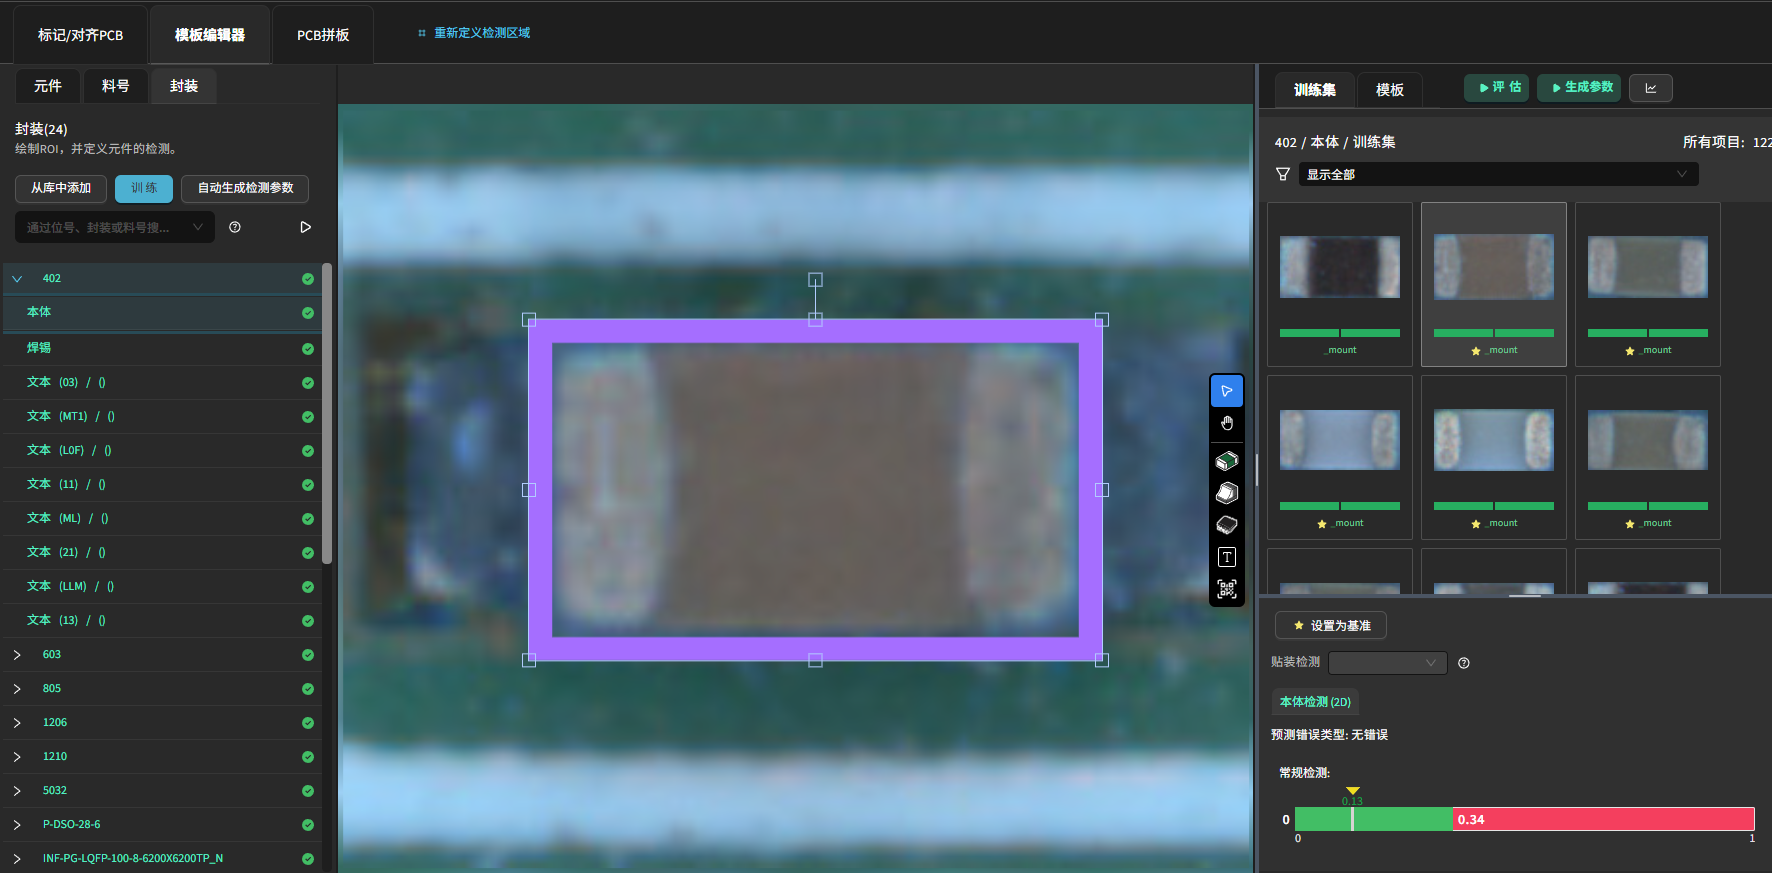 标记/对齐PCB
模板编辑器
PCB拼板
重新定义检测区域
元件
料号
封装
封装(24)
绘制ROI，并定义元件的检测。
从库中添加
训 练
自动生成检测参数
通过位号、封装或料号搜...
402
本体
焊锡
文本 (03) / ()
文本 (MT1) / ()
文本 (L0F) / ()
文本 (11) / ()
文本 (ML) / ()
文本 (21) / ()
文本 (LLM) / ()
文本 (13) / ()
603
805
1206
1210
5032
P-DSO-28-6
INF-PG-LQFP-100-8-6200X6200TP_N
训练集
模板
评 估
生成参数
402 / 本体 / 训练集
所有项目: 122
显示全部
_mount
_mount
_mount
_mount
_mount
_mount
设置为基准
贴装检测
本体检测 (2D)
预测错误类型: 无错误
常规检测:
0.13
0
0.34
0
1